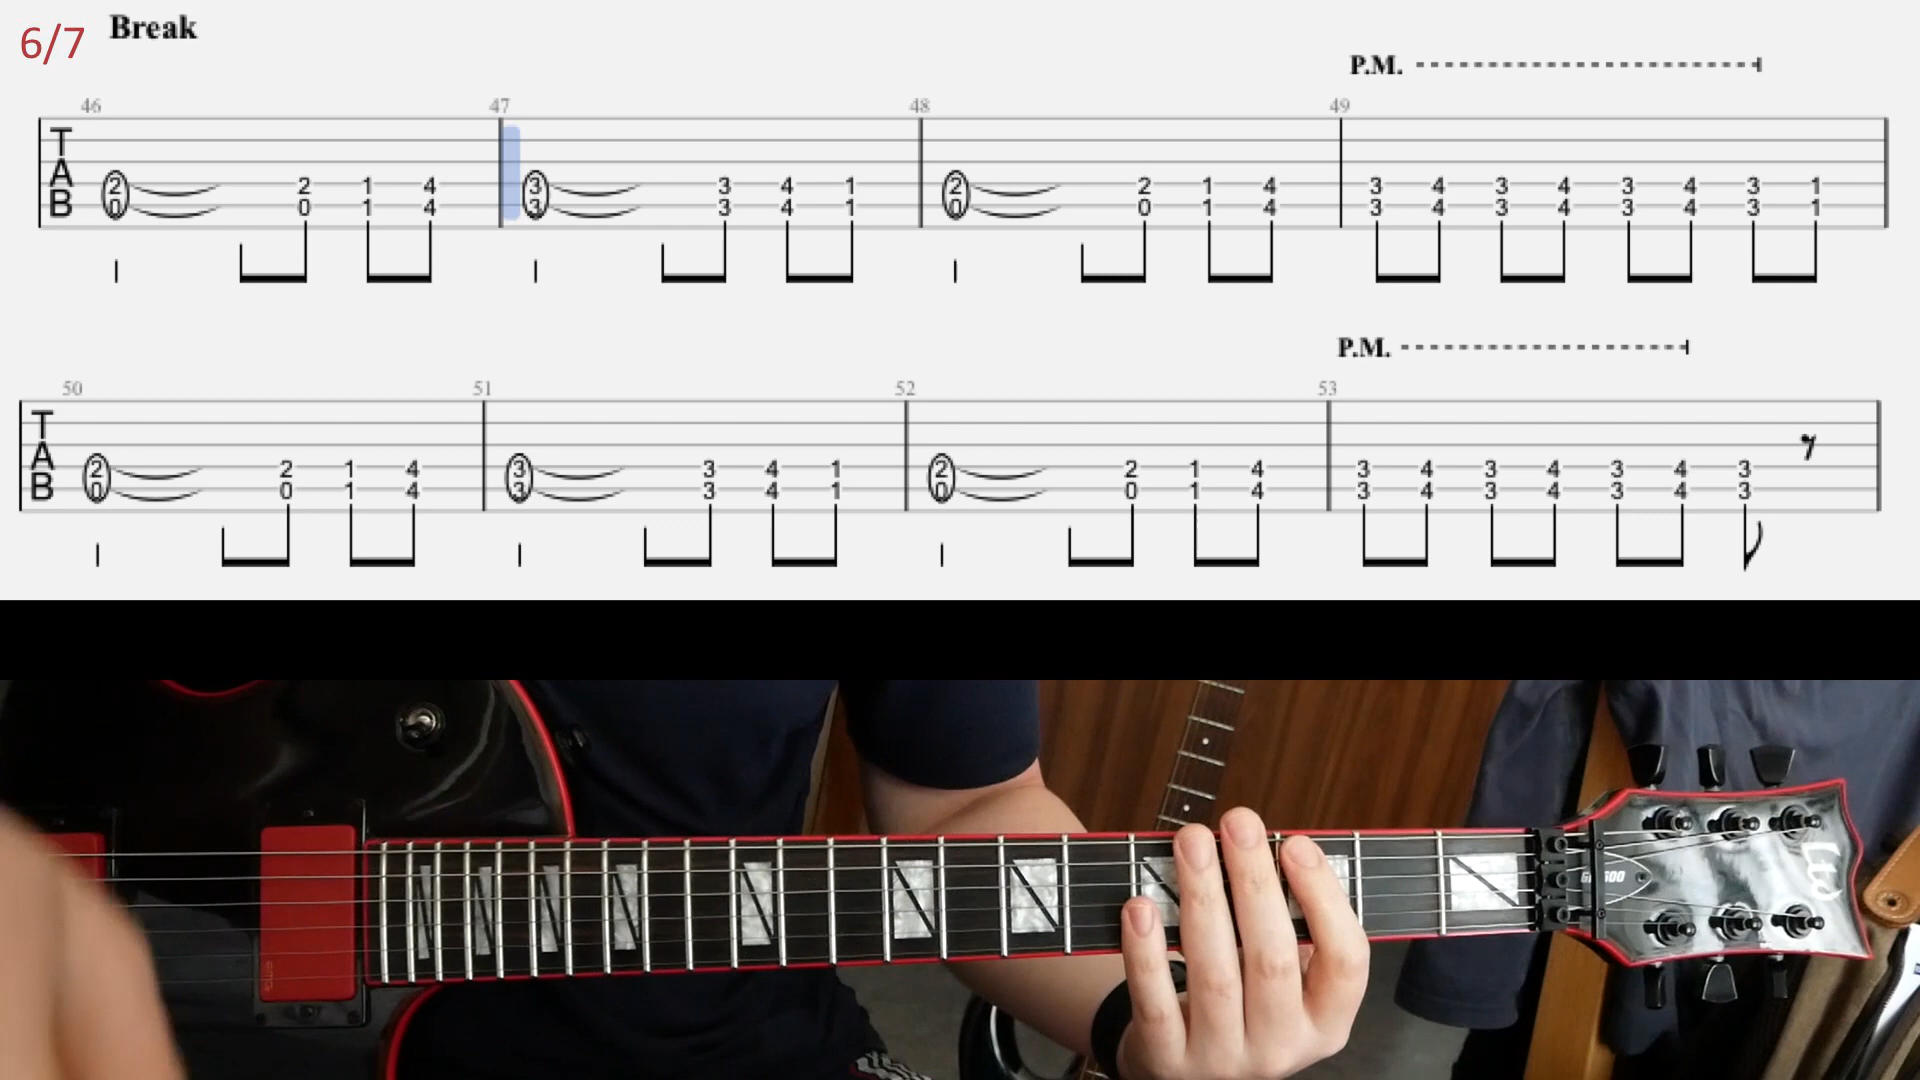 6/7 Break
P.M.
46 47 48 49
T
A 2 2 1 4 3 3 4 1 2 2 1 4 3 4 3 4 3 4 3 1
B 0 0 1 4 3 3 4 1 0 0 1 4 3 4 3 4 3 4 3 1
P.M.
50 51 52 53
T
A 2 2 1 4 3 3 4 1 2 2 1 4 3 4 3 4 3 4 3
B 0 0 1 4 3 3 4 1 0 0 1 4 3 4 3 4 3 4 3